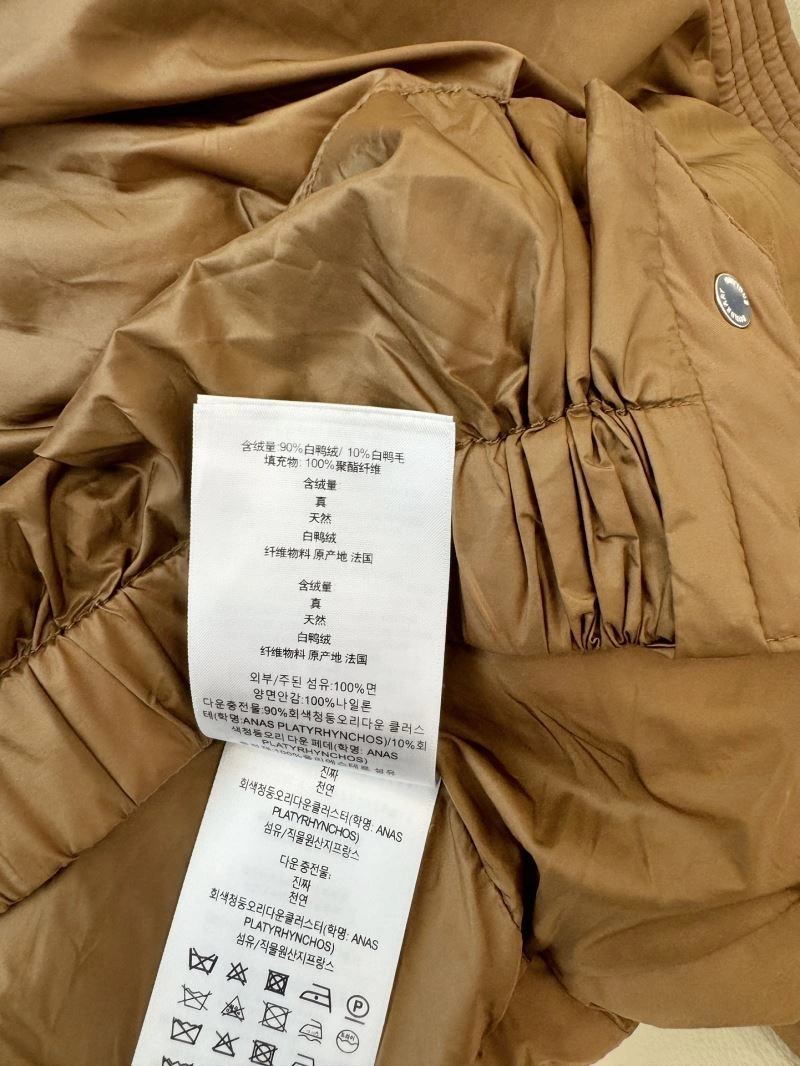 含绒量:90%白鸭绒/ 10%白鸭毛
填充物: 100%聚酯纤维
含绒量:
真
天然
白鸭绒
纤维物料 原产地 法国
含绒量
真
天然
白鸭绒
纤维物料 原产地 法国
외부/주된 섬유:100%면
양면안감:100%나일론
다운충전물:90%회색청둥오리다운 클러스
테(학명:ANAS PLATYRHYNCHOS)/10%회
색청둥오리 다운 페데(학명: ANAS
PLATYRHYNCHOS)
진짜
천연
회색청둥오리다운클러스터(학명: ANAS
PLATYRHYNCHOS)
섬유/직물원산지프랑스
다운충전물:
진짜
천연
회색청둥오리다운클러스터(학명: ANAS
PLATYRHYNCHOS)
섬유/직물원산지프랑스
P
드라이
BURBERRY